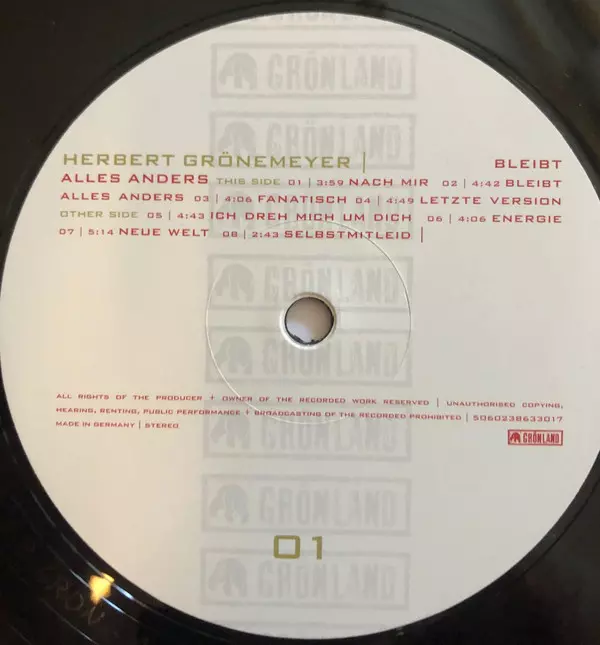 GRÖNLAND
GRÖNLAND
HERBERT GRÖNEMEYER | BLEIBT
ALLES ANDERS THIS SIDE 01 | 3:59 NACH MIR 02 | 4:42 BLEIBT
ALLES ANDERS 03 | 4:06 FANATISCH 04 | 4:49 LETZTE VERSION
OTHER SIDE 05 | 4:43 ICH DREH MICH UM DICH 06 | 4:06 ENERGIE
07 | 5:14 NEUE WELT 08 | 2:43 SELBSTMITLEID |
GRÖNLAND
GRÖNLAND
ALL RIGHTS OF THE PRODUCER + OWNER OF THE RECORDED WORK RESERVED | UNAUTHORISED COPYING,
HEARING, RENTING, PUBLIC PERFORMANCE + BROADCASTING OF THE RECORDED PROHIBITED | 5060238633017
MADE IN GERMANY | STEREO
GRÖNLAND
GRÖNLAND
GRÖNLAND
01
GRÖNLAND